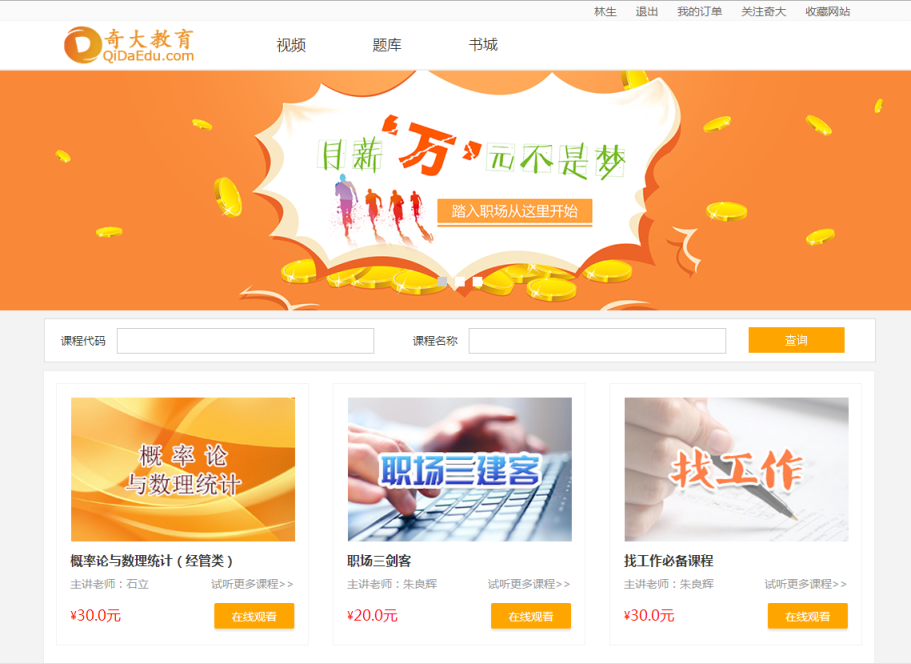 林生 退出 我的订单 关注奇大 收藏网站
奇大教育
QiDaEdu.com
视频 题库 书城
月薪“万”元不是梦
踏入职场从这里开始
课程代码 课程名称 查询
概率论
与数理统计
职场三建客
找工作
概率论与数理统计（经管类） 职场三剑客 找工作必备课程
主讲老师：石立 试听更多课程>> 主讲老师：朱良辉 试听更多课程>> 主讲老师：朱良辉 试听更多课程>>
¥30.0元 在线观看 ¥20.0元 在线观看 ¥30.0元 在线观看